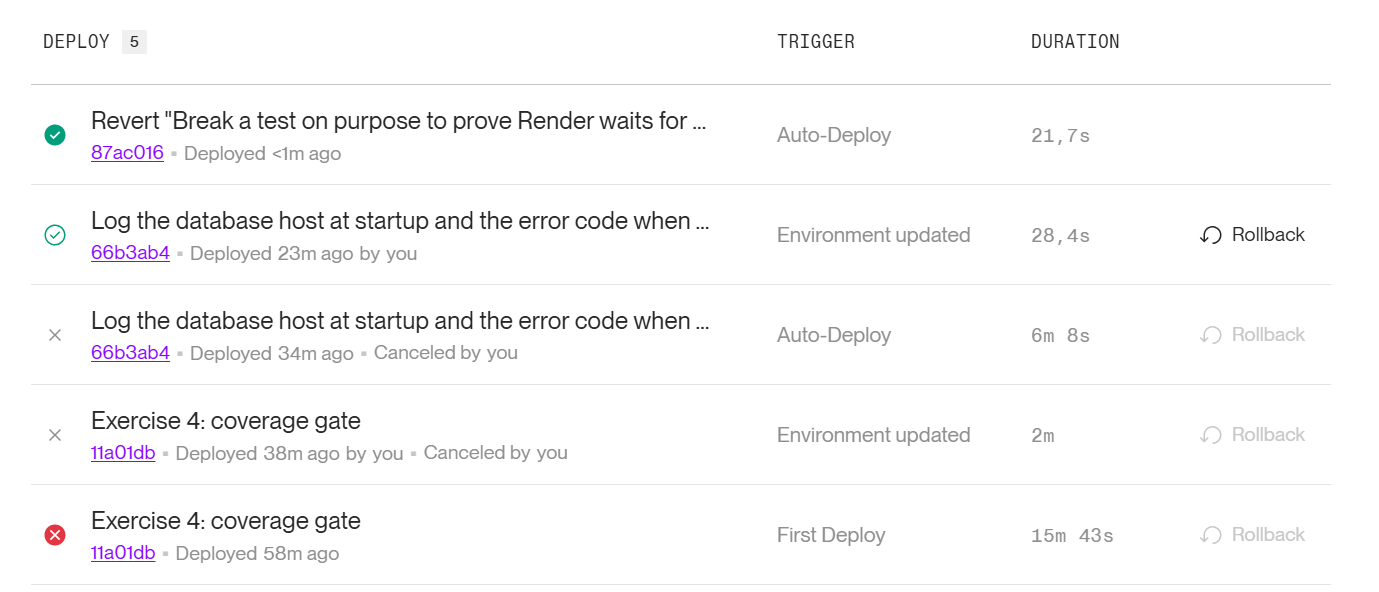 DEPLOY 5 TRIGGER DURATION
Revert "Break a test on purpose to prove Render waits for ...
87ac016 Deployed <1m ago
Auto-Deploy 21,7s
Log the database host at startup and the error code when ...
66b3ab4 Deployed 23m ago by you
Environment updated 28,4s Rollback
Log the database host at startup and the error code when ...
66b3ab4 Deployed 34m ago Canceled by you
Auto-Deploy 6m 8s Rollback
Exercise 4: coverage gate
11a01db Deployed 38m ago by you Canceled by you
Environment updated 2m Rollback
Exercise 4: coverage gate
11a01db Deployed 58m ago
First Deploy 15m 43s Rollback